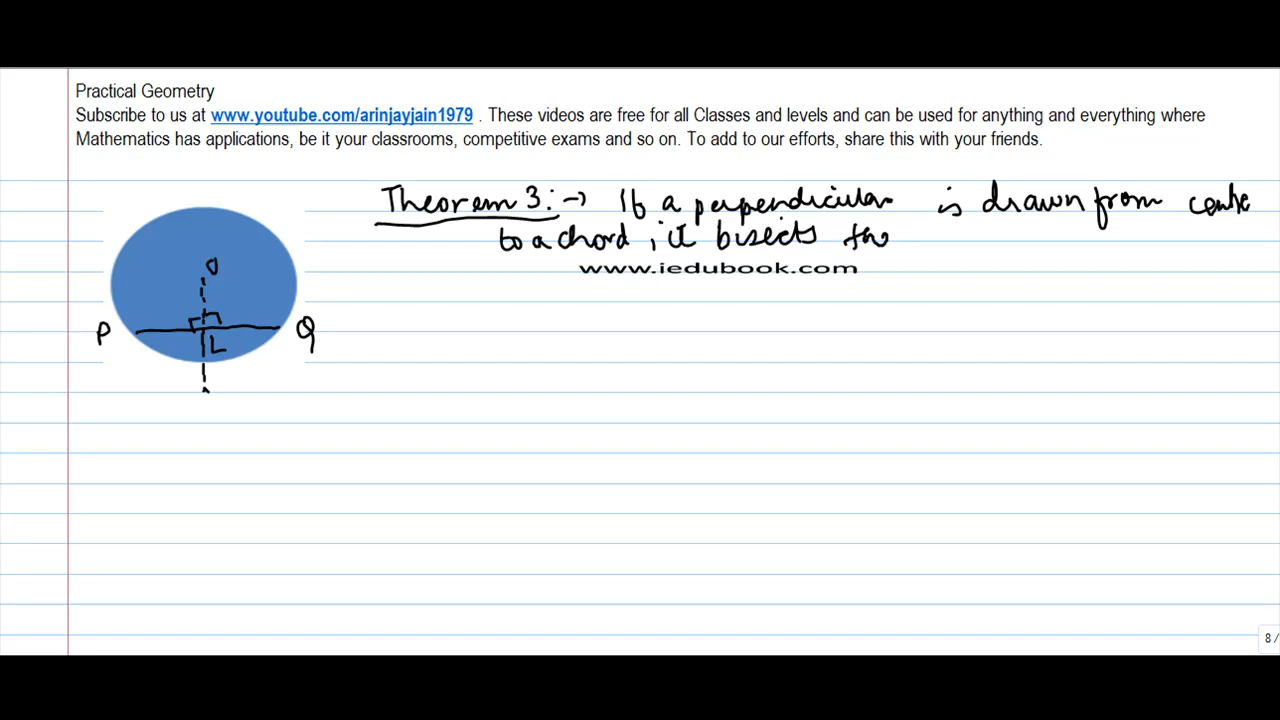 Practical Geometry
Subscribe to us at www.youtube.com/arinjayjain1979 . These videos are free for all Classes and levels and can be used for anything and everything where
Mathematics has applications, be it your classrooms, competitive exams and so on. To add to our efforts, share this with your friends.
Theorem 3:-> If a perpendicular is drawn from centre
to a chord, it bisects
www.iedubook.com
O
P
Q
L
8 /